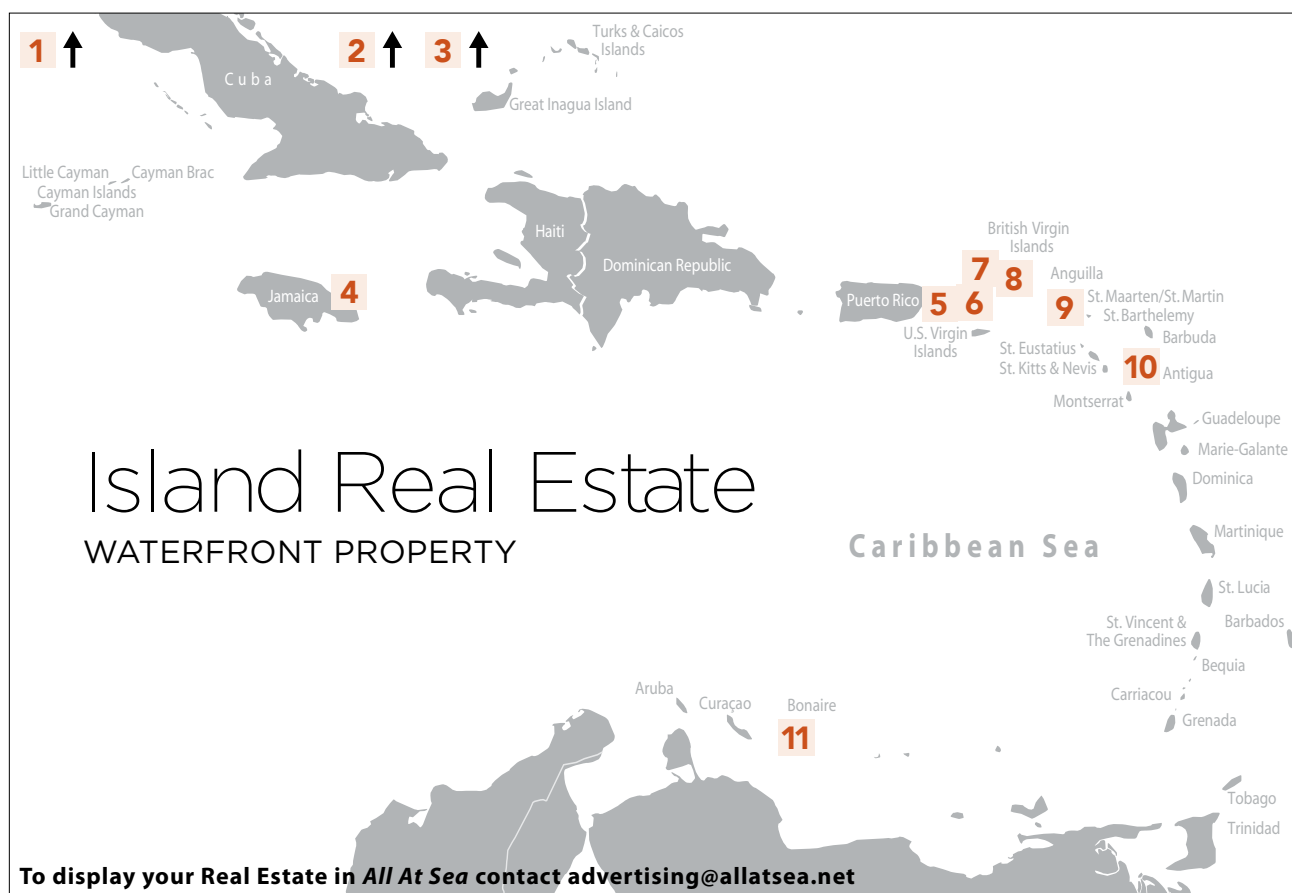 1 2 3
Turks & Caicos
Islands
Cuba
Great Inagua Island
Little Cayman
Cayman Brac
Cayman Islands
Grand Cayman
Haiti
Dominican Republic
Jamaica
4
Puerto Rico
5
6
7
8
British Virgin
Islands
U.S. Virgin
Islands
Anguilla
9
St. Maarten/St. Martin
St. Barthelemy
Barbuda
St. Eustatius
St. Kitts & Nevis
10
Antigua
Montserrat
Guadeloupe
Marie-Galante
Dominica
Island Real Estate
WATERFRONT PROPERTY
Caribbean Sea
Martinique
St. Lucia
St. Vincent &
The Grenadines
Barbados
Bequia
Carriacou
Grenada
Aruba
Curaçao
Bonaire
11
Tobago
Trinidad
To display your Real Estate in All At Sea contact advertising@allatsea.net